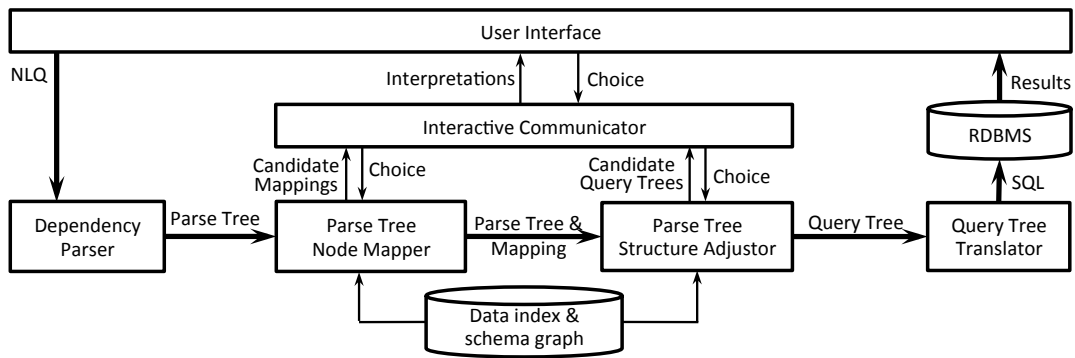 User Interface
NLQ
Interpretations
Choice
Results
Interactive Communicator
RDBMS
Candidate
Mappings
Choice
Candidate
Query Trees
Choice
SQL
Dependency
Parser
Parse Tree
Parse Tree
Node Mapper
Parse Tree &
Mapping
Parse Tree
Structure Adjustor
Query Tree
Query Tree
Translator
Data index &
schema graph